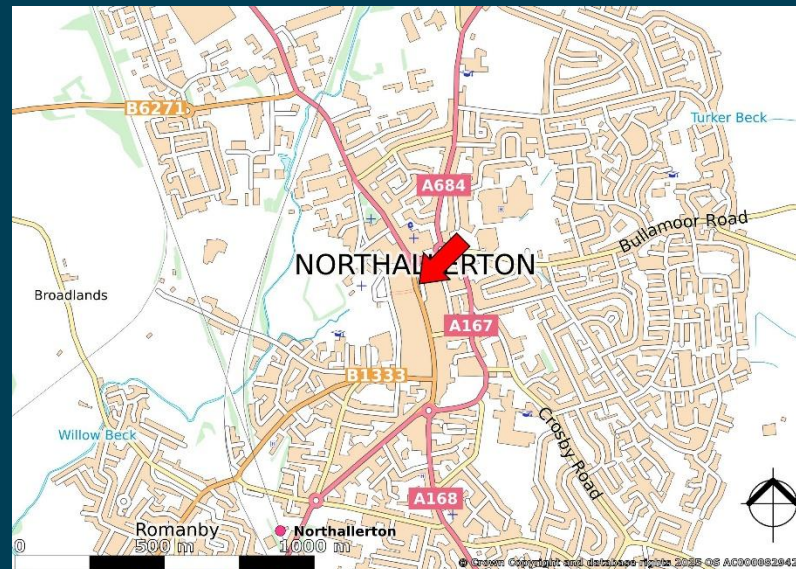 B6271
Turker Beck
A684
Bullamoor Road
NORTHALLERTON
Broadlands
A167
B1333
Crosby Road
Willow Beck
A168
Romanby
Northallerton
0
500 m
1000 m
© Crown Copyright and database rights 2025 OS AC000082942